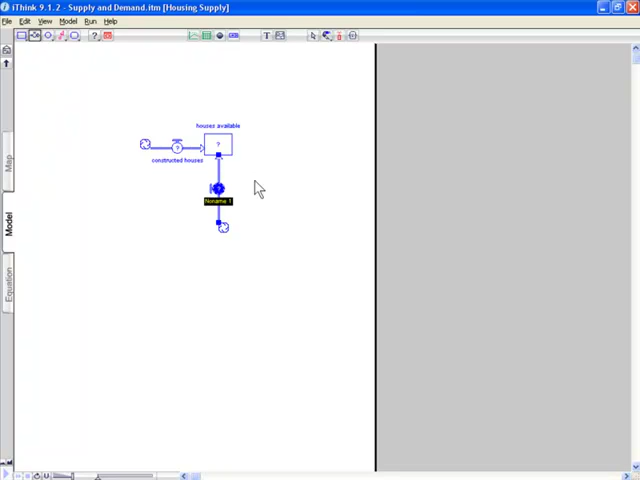 iThink 9.1.2 - Supply and Demand.itm [Housing Supply]
File Edit View Model Run Help
? T
Map
Model
Equation
houses available
?
?
constructed houses
Noname 1
U